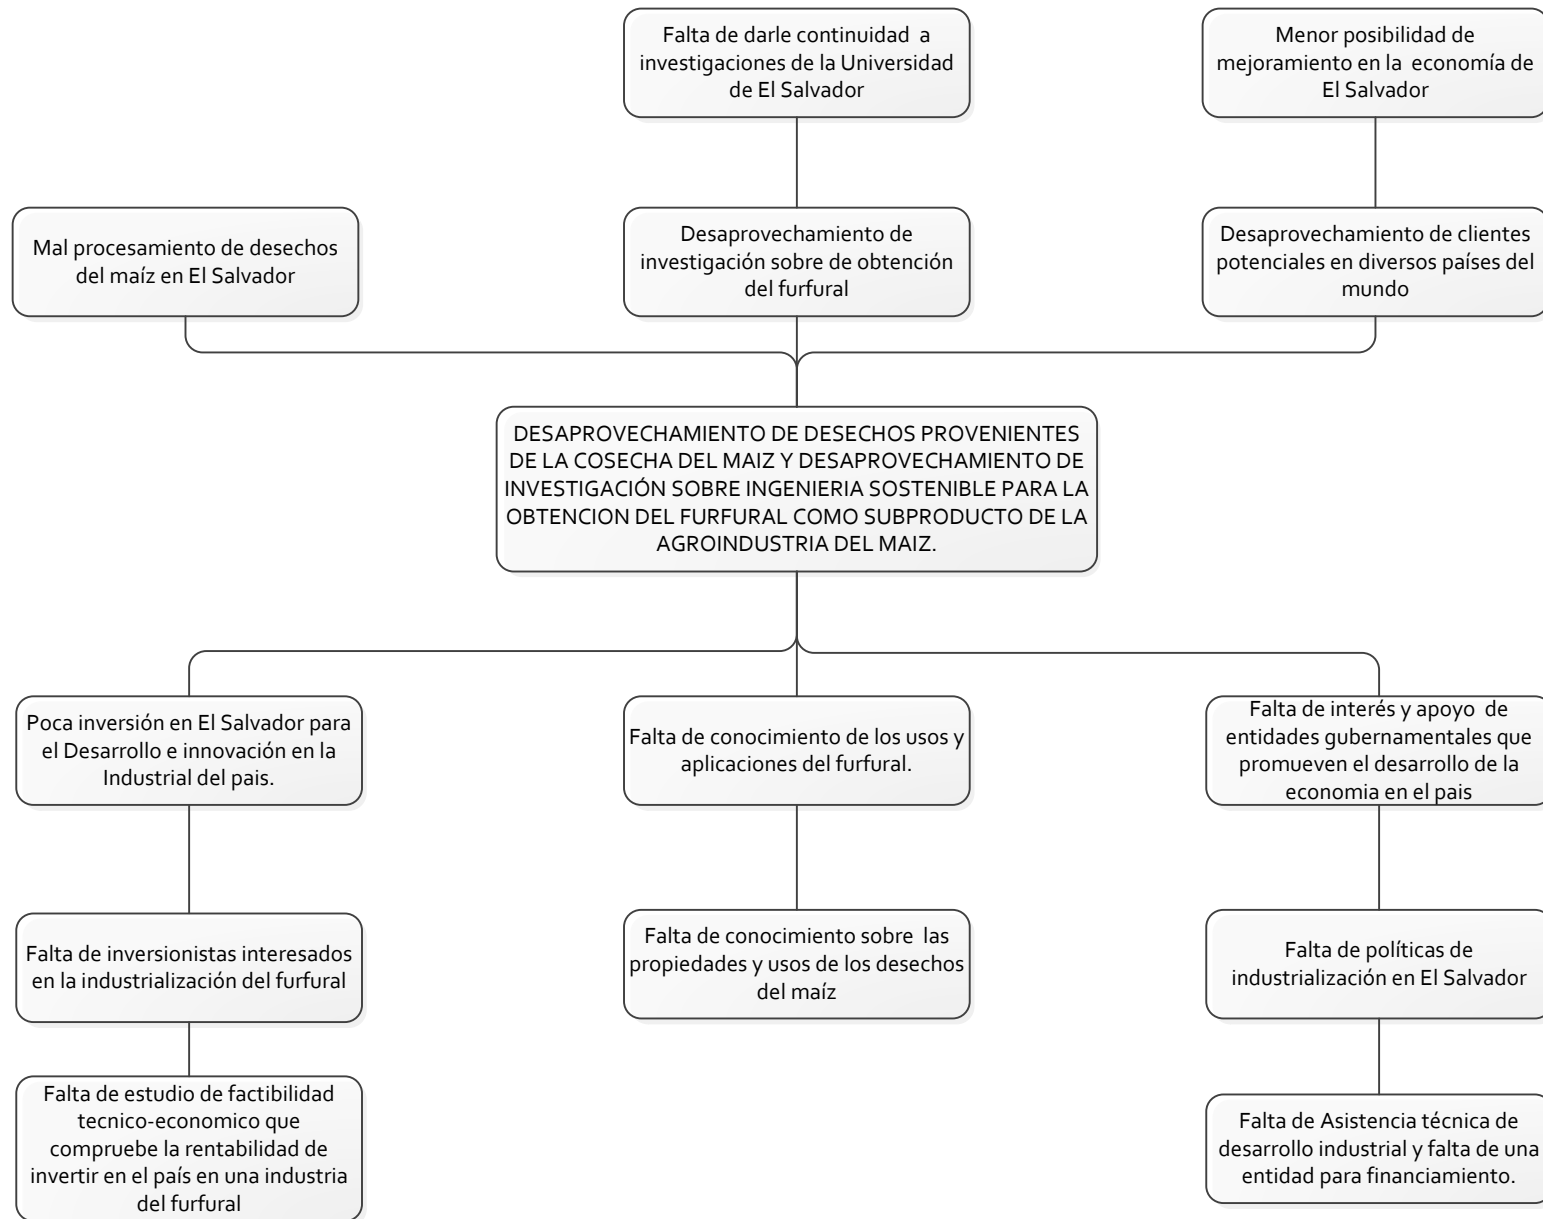 Falta de darle continuidad a
investigaciones de la Universidad
de El Salvador
Menor posibilidad de
mejoramiento en la economía de
El Salvador
Mal procesamiento de desechos
del maíz en El Salvador
Desaprovechamiento de
investigación sobre de obtención
del furfural
Desaprovechamiento de clientes
potenciales en diversos países del
mundo
DESAPROVECHAMIENTO DE DESECHOS PROVENIENTES
DE LA COSECHA DEL MAIZ Y DESAPROVECHAMIENTO DE
INVESTIGACIÓN SOBRE INGENIERIA SOSTENIBLE PARA LA
OBTENCION DEL FURFURAL COMO SUBPRODUCTO DE LA
AGROINDUSTRIA DEL MAIZ.
Poca inversión en El Salvador para
el Desarrollo e innovación en la
Industrial del pais.
Falta de conocimiento de los usos y
aplicaciones del furfural.
Falta de interés y apoyo de
entidades gubernamentales que
promueven el desarrollo de la
economia en el pais
Falta de inversionistas interesados
en la industrialización del furfural
Falta de conocimiento sobre las
propiedades y usos de los desechos
del maíz
Falta de políticas de
industrialización en El Salvador
Falta de estudio de factibilidad
tecnico-economico que
compruebe la rentabilidad de
invertir en el país en una industria
del furfural
Falta de Asistencia técnica de
desarrollo industrial y falta de una
entidad para financiamiento.